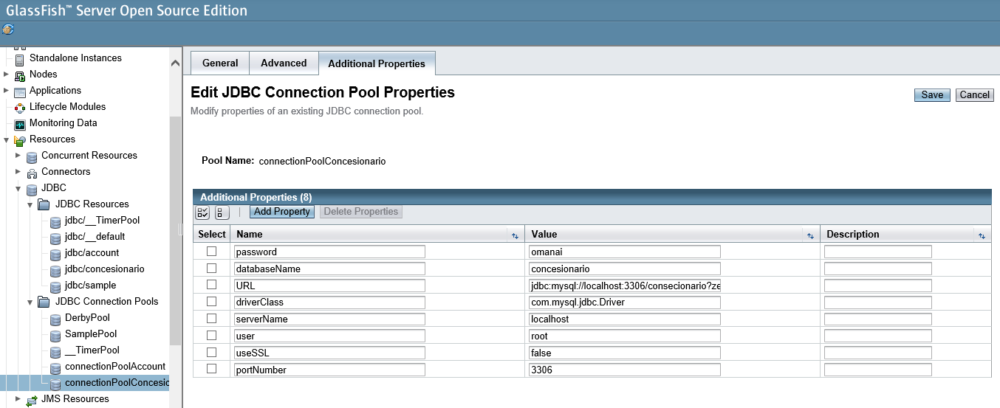 GlassFish™ Server Open Source Edition
Standalone Instances
Nodes
Applications
Lifecycle Modules
Monitoring Data
Resources
Concurrent Resources
Connectors
JDBC
JDBC Resources
jdbc/__TimerPool
jdbc/__default
jdbc/account
jdbc/concesionario
jdbc/sample
JDBC Connection Pools
DerbyPool
SamplePool
__TimerPool
connectionPoolAccount
connectionPoolConcesic
JMS Resources
General Advanced Additional Properties
Edit JDBC Connection Pool Properties
Save Cancel
Modify properties of an existing JDBC connection pool.
Pool Name: connectionPoolConcesionario
Additional Properties (8)
Add Property Delete Properties
Select Name Value Description
password omanai
databaseName concesionario
URL jdbc:mysql://localhost:3306/consecionario?ze
driverClass com.mysql.jdbc.Driver
serverName localhost
user root
useSSL false
portNumber 3306